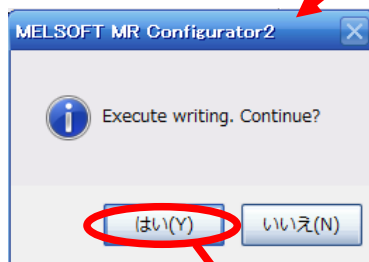 MELSOFT MR Configurator2
Execute writing. Continue?
はい(Y)
いいえ(N)